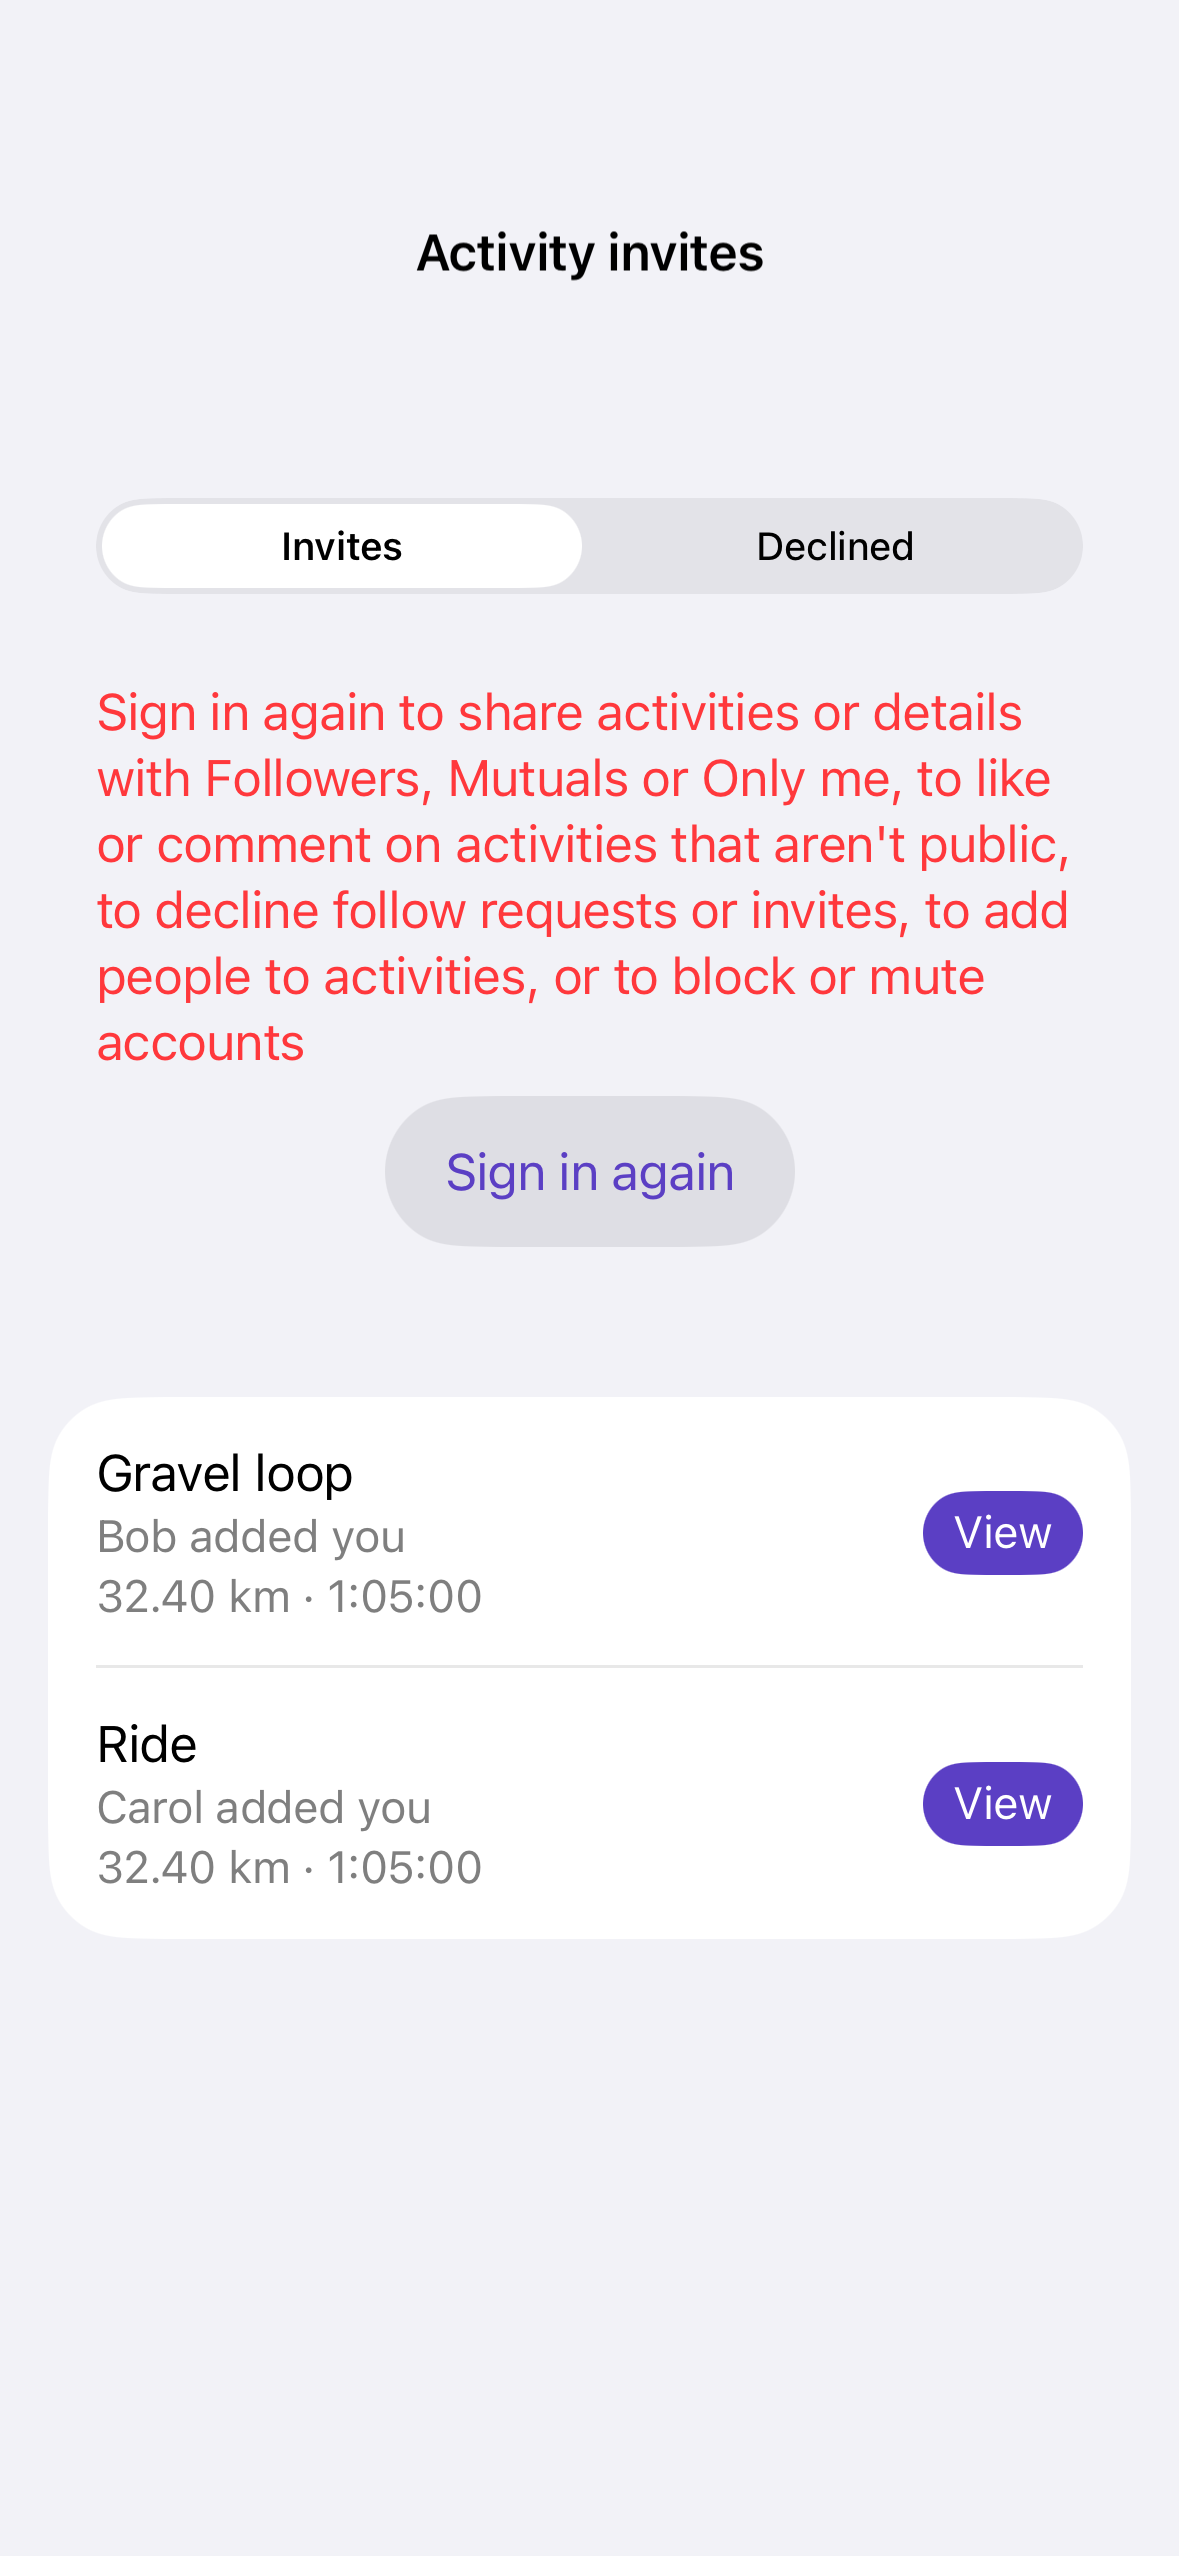 Activity invites
Invites
Declined
Sign in again to share activities or details
with Followers, Mutuals or Only me, to like
or comment on activities that aren't public,
to decline follow requests or invites, to add
people to activities, or to block or mute
accounts
Sign in again
Gravel loop
Bob added you
32.40 km · 1:05:00
View
Ride
Carol added you
32.40 km · 1:05:00
View